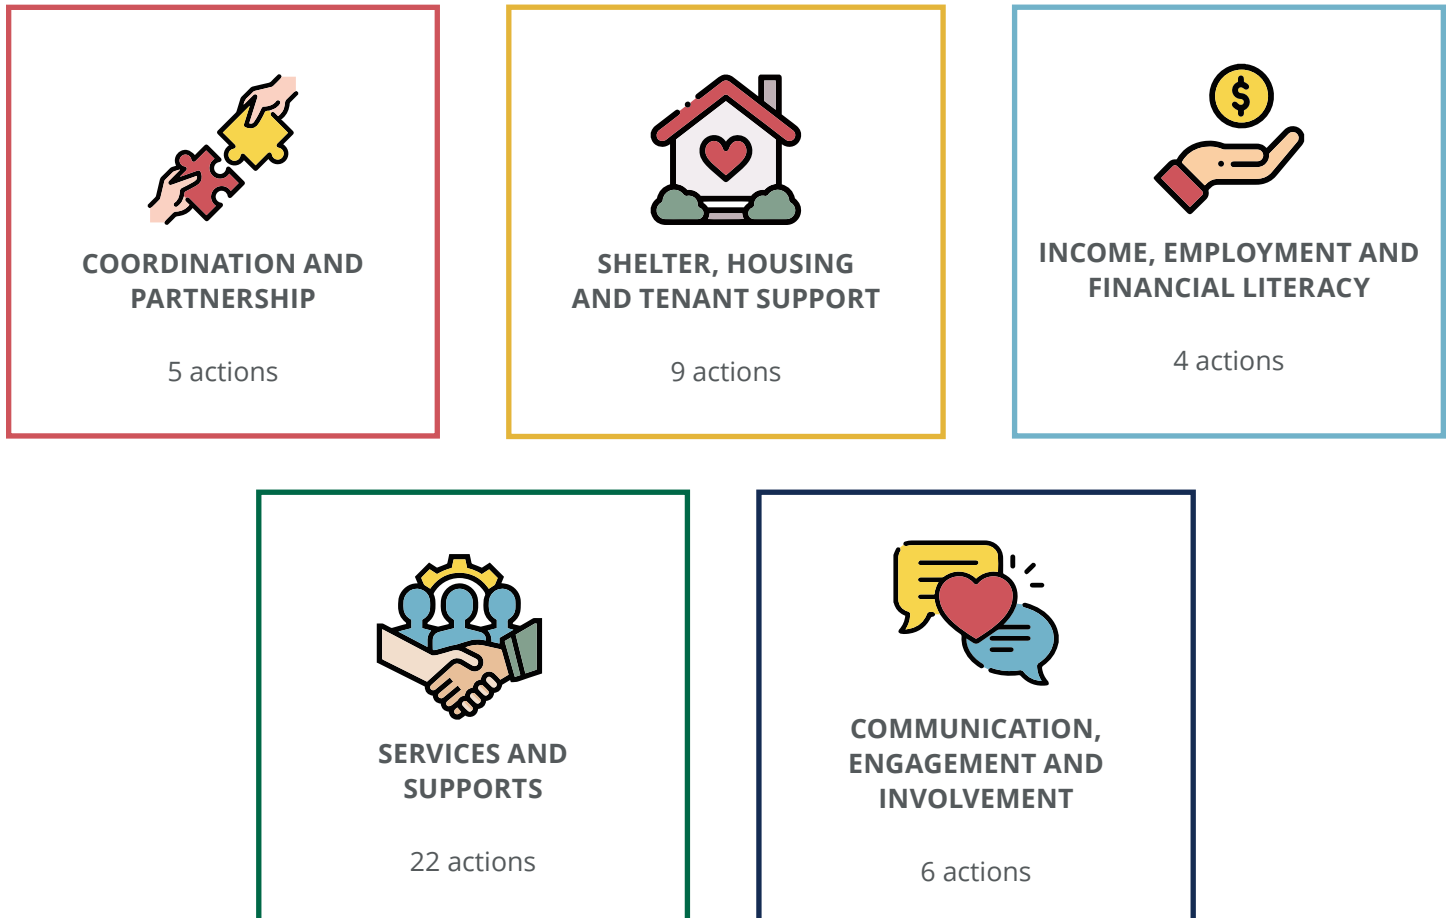 $
COORDINATION AND
PARTNERSHIP
5 actions
SHELTER, HOUSING
AND TENANT SUPPORT
9 actions
INCOME, EMPLOYMENT AND
FINANCIAL LITERACY
4 actions
SERVICES AND
SUPPORTS
22 actions
COMMUNICATION,
ENGAGEMENT AND
INVOLVEMENT
6 actions